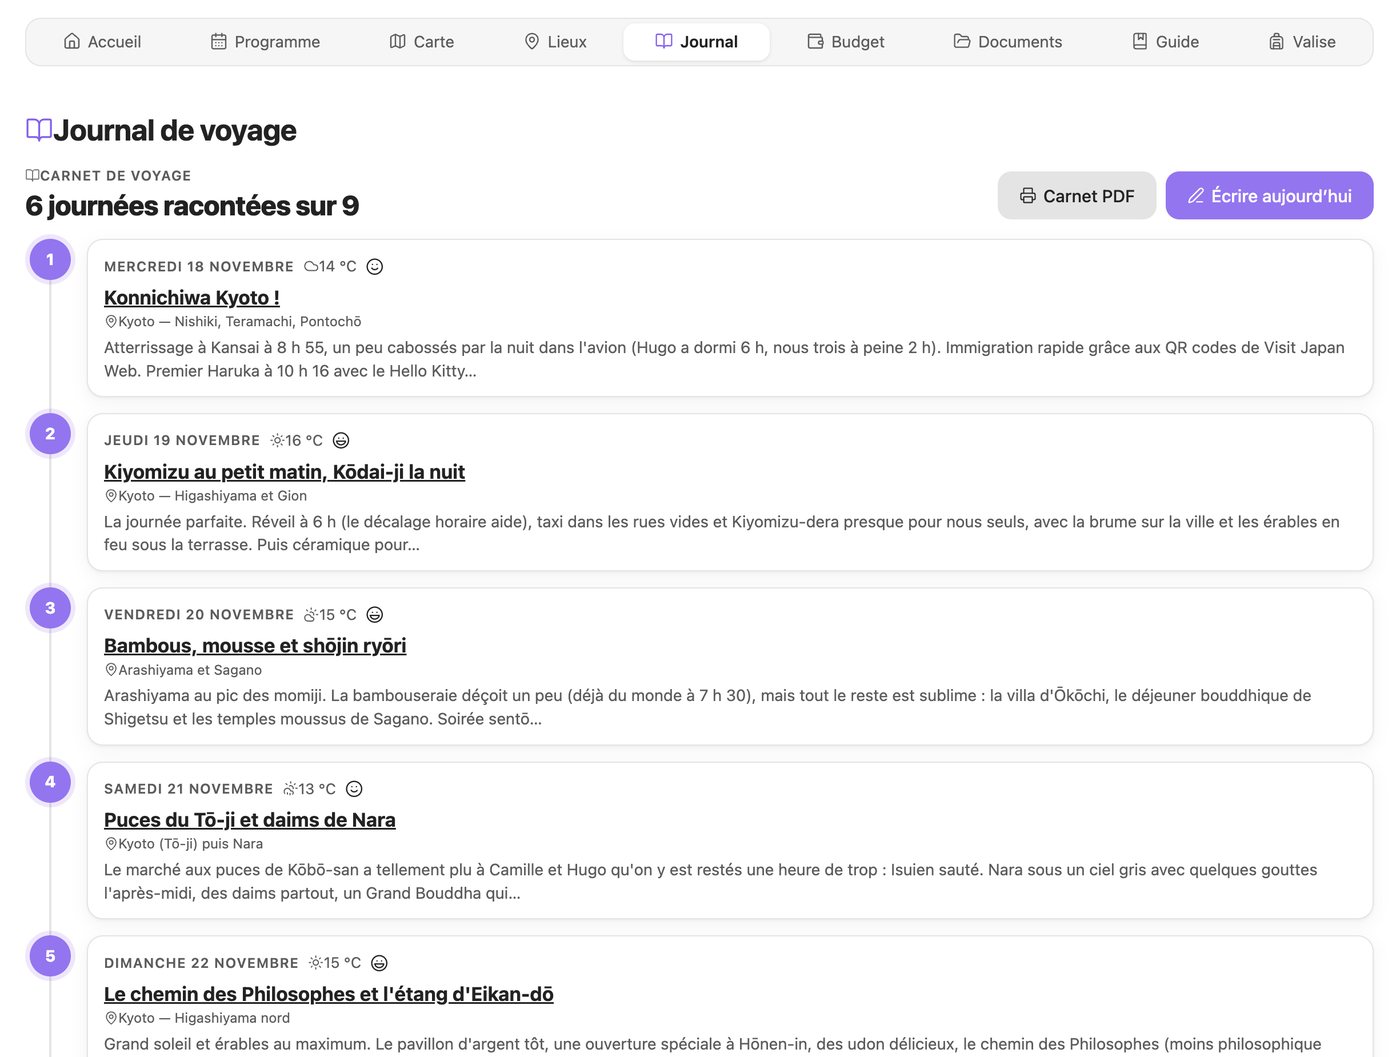 Accueil Programme Carte Lieux Journal Budget Documents Guide Valise
Journal de voyage
CARNET DE VOYAGE
6 journées racontées sur 9
Carnet PDF
Écrire aujourd’hui
1
MERCREDI 18 NOVEMBRE 14 °C
Konnichiwa Kyoto !
Kyoto — Nishiki, Teramachi, Pontochō
Atterrissage à Kansai à 8 h 55, un peu cabossés par la nuit dans l'avion (Hugo a dormi 6 h, nous trois à peine 2 h). Immigration rapide grâce aux QR codes de Visit Japan
Web. Premier Haruka à 10 h 16 avec le Hello Kitty…
2
JEUDI 19 NOVEMBRE 16 °C
Kiyomizu au petit matin, Kōdai-ji la nuit
Kyoto — Higashiyama et Gion
La journée parfaite. Réveil à 6 h (le décalage horaire aide), taxi dans les rues vides et Kiyomizu-dera presque pour nous seuls, avec la brume sur la ville et les érables en
feu sous la terrasse. Puis céramique pour…
3
VENDREDI 20 NOVEMBRE 15 °C
Bambous, mousse et shōjin ryōri
Arashiyama et Sagano
Arashiyama au pic des momiji. La bambouseraie déçoit un peu (déjà du monde à 7 h 30), mais tout le reste est sublime : la villa d'Ōkōchi, le déjeuner bouddhique de
Shigetsu et les temples moussus de Sagano. Soirée sentō…
4
SAMEDI 21 NOVEMBRE 13 °C
Puces du Tō-ji et daims de Nara
Kyoto (Tō-ji) puis Nara
Le marché aux puces de Kōbō-san a tellement plu à Camille et Hugo qu'on y est restés une heure de trop : Isuien sauté. Nara sous un ciel gris avec quelques gouttes
l'après-midi, des daims partout, un Grand Bouddha qui…
5
DIMANCHE 22 NOVEMBRE 15 °C
Le chemin des Philosophes et l'étang d'Eikan-dō
Kyoto — Higashiyama nord
Grand soleil et érables au maximum. Le pavillon d'argent tôt, une ouverture spéciale à Hōnen-in, des udon délicieux, le chemin des Philosophes (moins philosophique